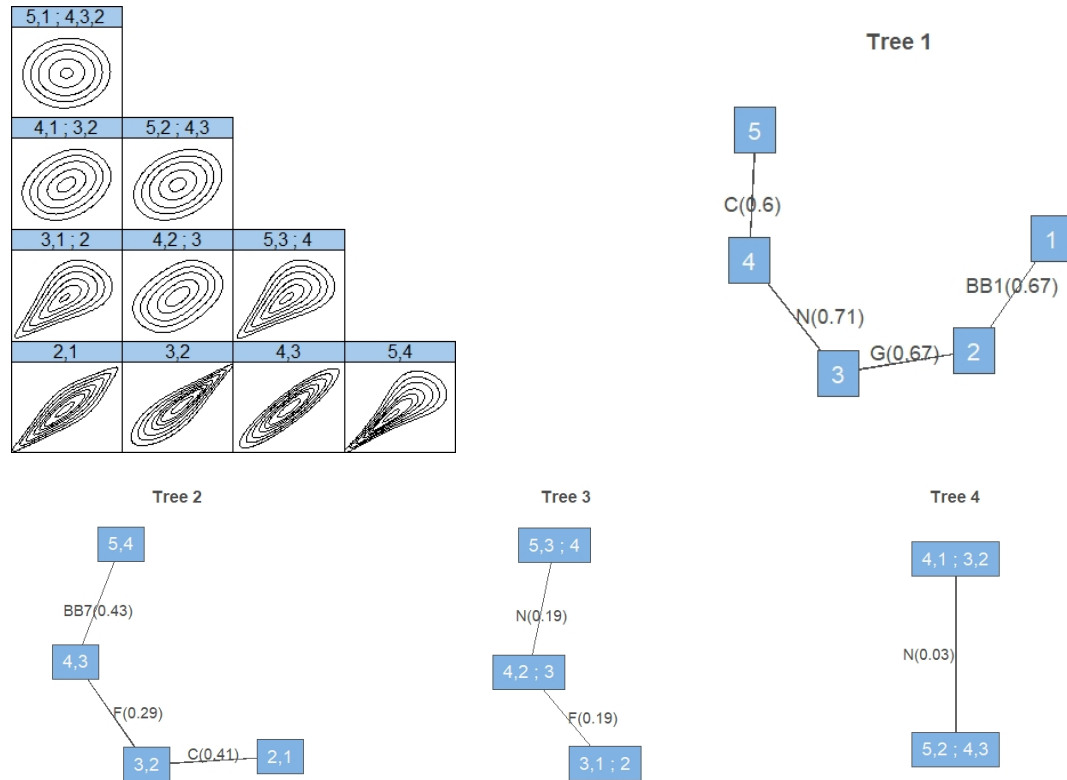 5,1 ; 4,3,2
4,1 ; 3,2
5,2 ; 4,3
3,1 ; 2
4,2 ; 3
5,3 ; 4
2,1
3,2
4,3
5,4
Tree 1
5
C(0.6)
4
1
BB1(0.67)
N(0.71)
G(0.67)
2
3
Tree 2
5,4
BB7(0.43)
4,3
F(0.29)
3,2
C(0.41)
2,1
Tree 3
5,3 ; 4
N(0.19)
4,2 ; 3
F(0.19)
3,1 ; 2
Tree 4
4,1 ; 3,2
N(0.03)
5,2 ; 4,3